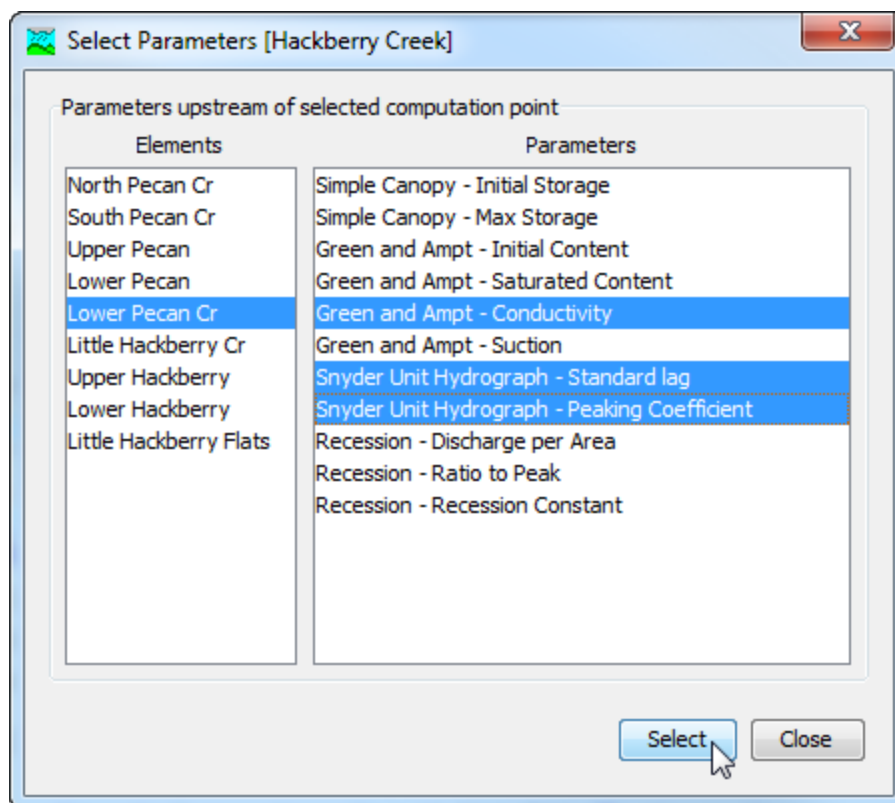 Select Parameters [Hackberry Creek]
Parameters upstream of selected computation point
Elements
North Pecan Cr
South Pecan Cr
Upper Pecan
Lower Pecan
Lower Pecan Cr
Little Hackberry Cr
Upper Hackberry
Lower Hackberry
Little Hackberry Flats
Parameters
Simple Canopy - Initial Storage
Simple Canopy - Max Storage
Green and Ampt - Initial Content
Green and Ampt - Saturated Content
Green and Ampt - Conductivity
Green and Ampt - Suction
Snyder Unit Hydrograph - Standard lag
Snyder Unit Hydrograph - Peaking Coefficient
Recession - Discharge per Area
Recession - Ratio to Peak
Recession - Recession Constant
Select
Close